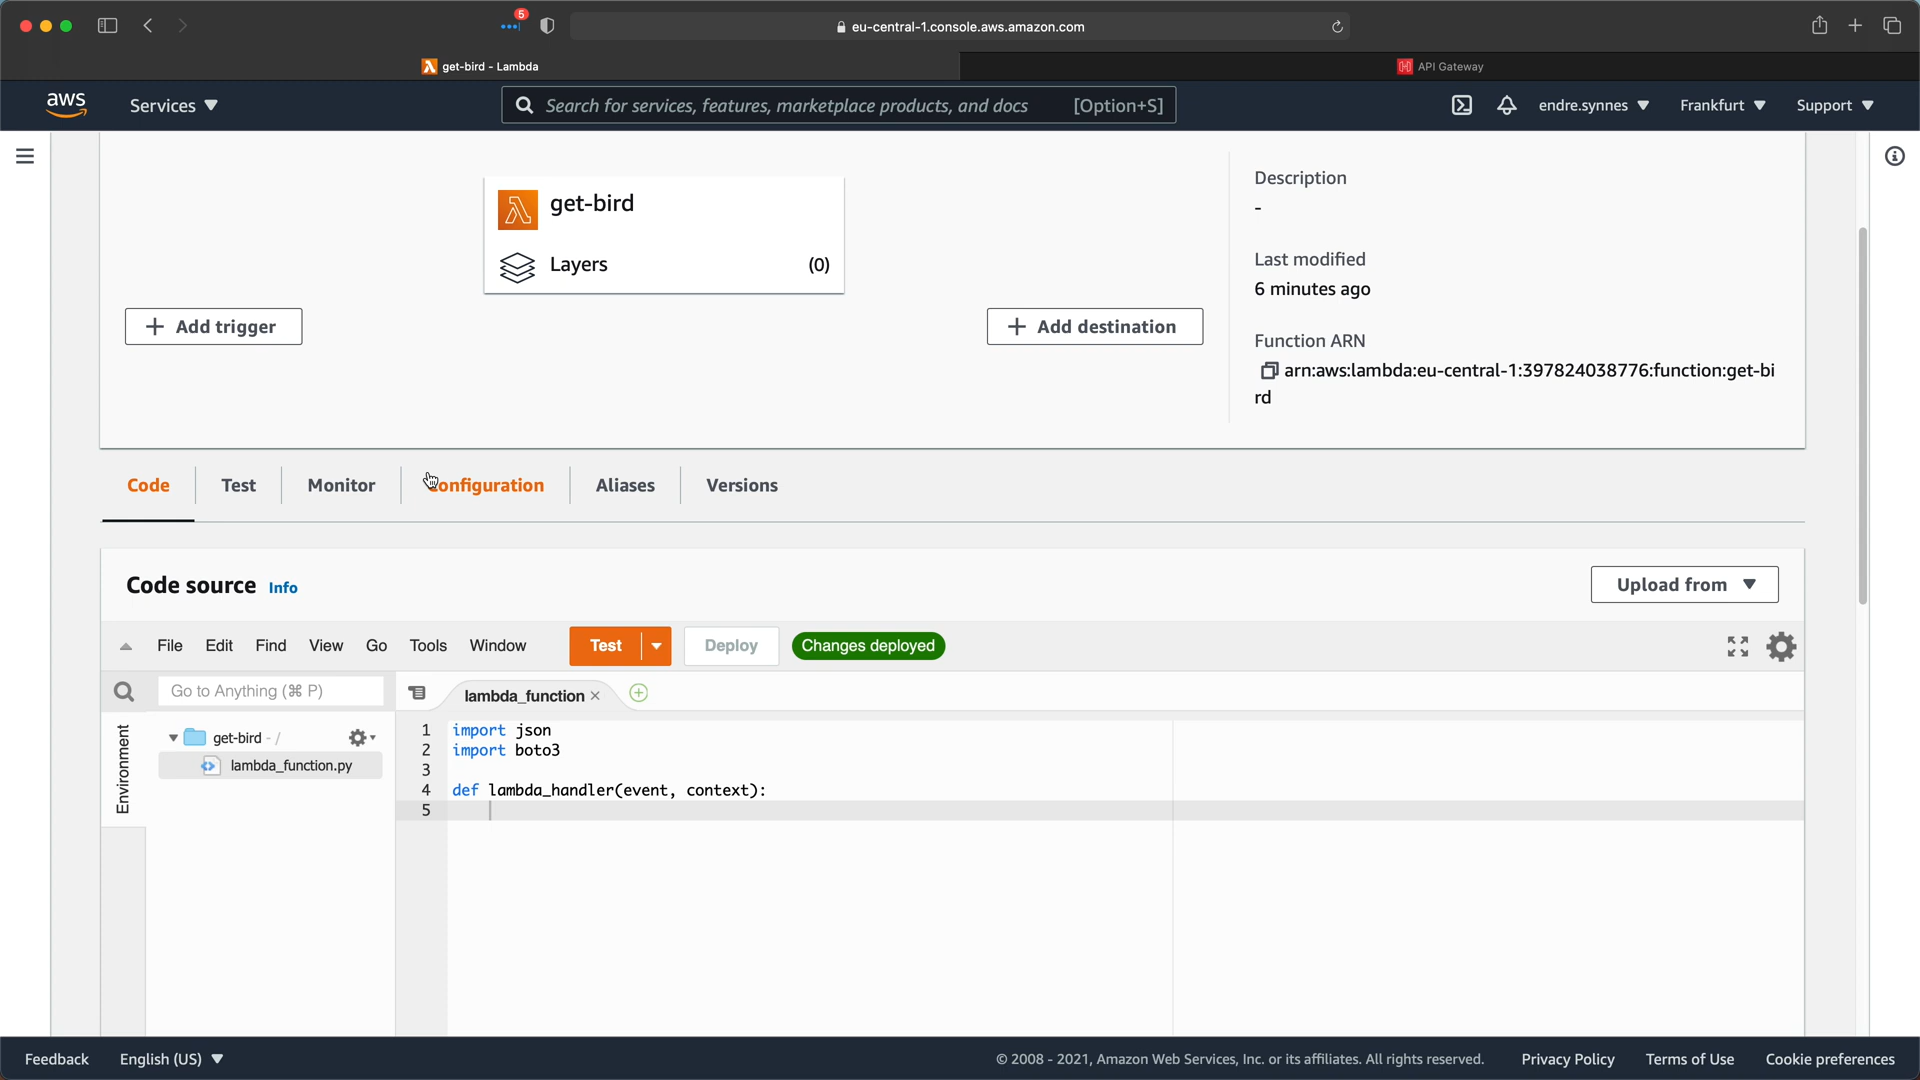 5
eu-central-1.console.aws.amazon.com
get-bird - Lambda
API Gateway
aws
Services
Search for services, features, marketplace products, and docs
[Option+S]
endre.synnes
Frankfurt
Support
get-bird
Layers
(0)
Add trigger
Add destination
Description
-
Last modified
6 minutes ago
Function ARN
arn:aws:lambda:eu-central-1:397824038776:function:get-bi
rd
Code
Test
Monitor
Configuration
Aliases
Versions
Code source Info
Upload from
File Edit Find View Go Tools Window
Test
Deploy
Changes deployed
Go to Anything (⌘ P)
lambda_function
Environment
get-bird - /
lambda_function.py
1 import json
2 import boto3
3
4 def lambda_handler(event, context):
5
Feedback
English (US)
© 2008 - 2021, Amazon Web Services, Inc. or its affiliates. All rights reserved.
Privacy Policy
Terms of Use
Cookie preferences